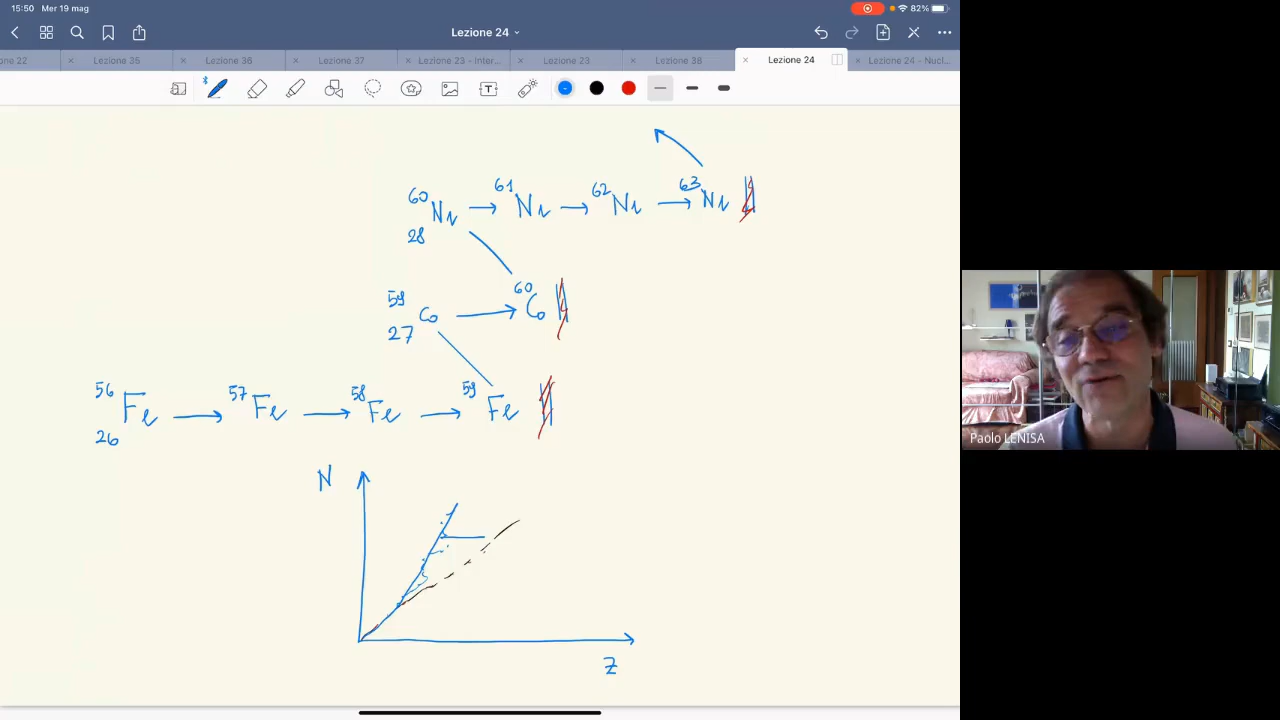 15:50 Mer 19 mag
82%
Lezione 24
22
Lezione 35
Lezione 36
Lezione 37
Lezione 23 - Inter...
Lezione 23
Lezione 38
Lezione 24
Lezione 24 - Nucl...
60 Ni 28 → 61 Ni → 62 Ni → 63 Ni
59 Co 27 → 60 Co
56 Fe 26 → 57 Fe → 58 Fe → 59 Fe
N
Z
Paolo LENISA